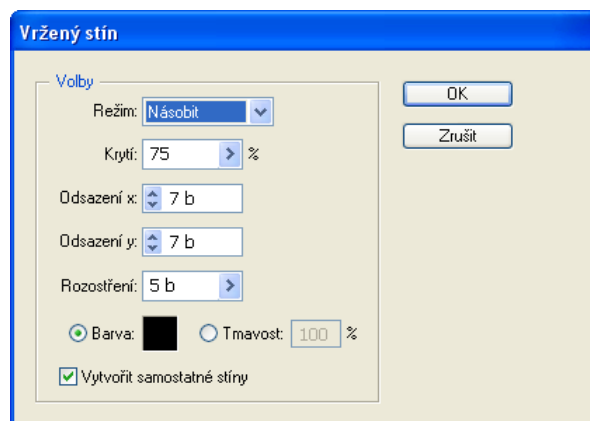 Vržený stín
Volby
Režim: Násobit
Krytí: 75 %
Odsazení x: 7 b
Odsazení y: 7 b
Rozostření: 5 b
Barva: Tmavost: 100 %
Vytvořit samostatné stíny
OK
Zrušit